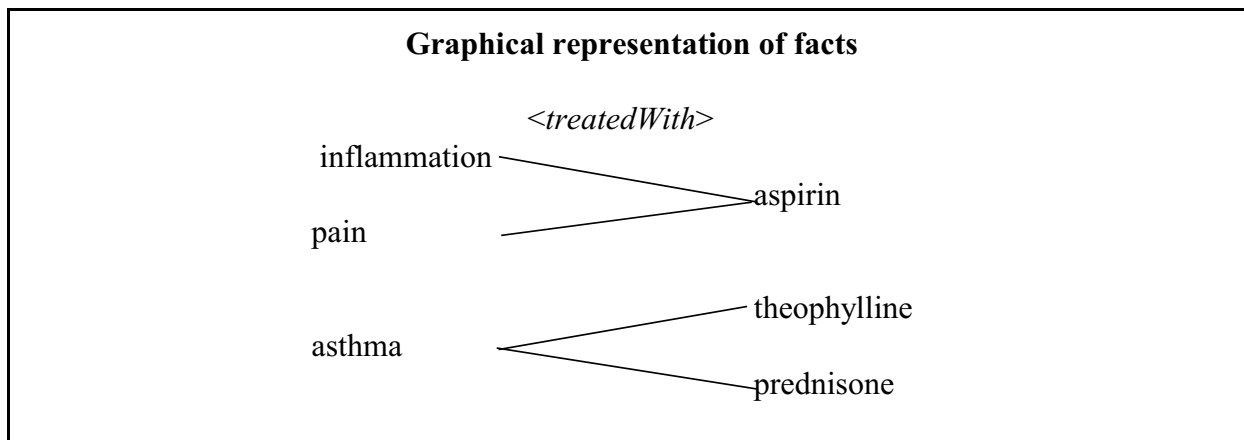 Graphical representation of facts
<treatedWith>
inflammation
aspirin
pain
theophylline
asthma
prednisone